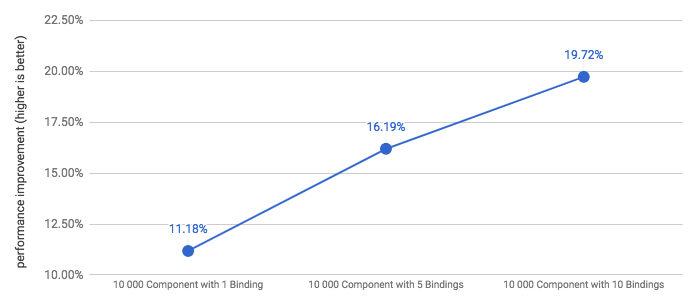 performance improvement (higher is better)
22.50%
20.00%
17.50%
15.00%
12.50%
10.00%
11.18%
16.19%
19.72%
10 000 Component with 1 Binding
10 000 Component with 5 Bindings
10 000 Component with 10 Bindings